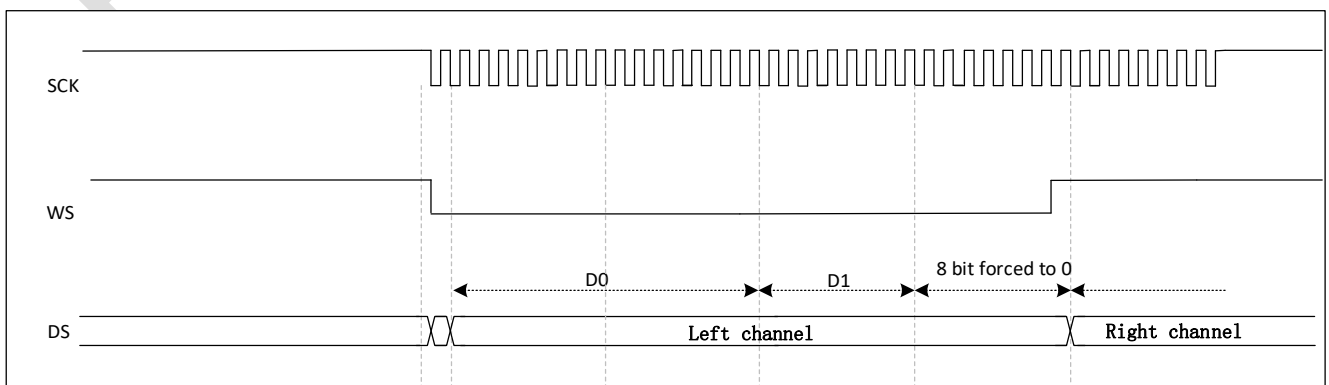 SCK
WS
D0
D1
8 bit forced to 0
DS
Left channel
Right channel